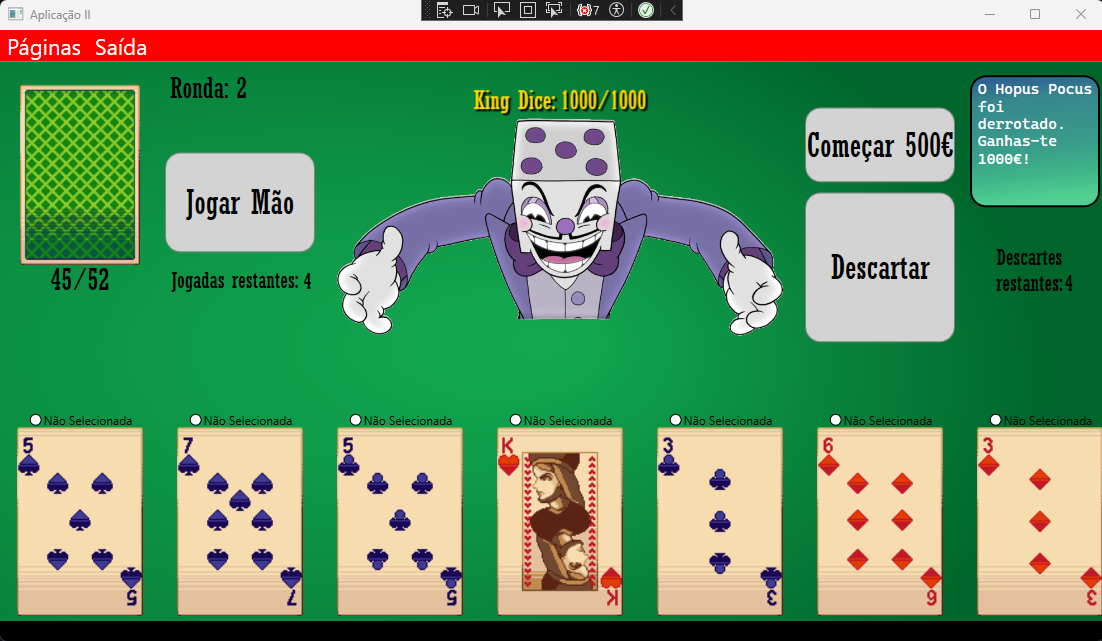 Aplicação II
7
Páginas Saída
Ronda: 2
King Dice: 1000/1000
O Hopus Pocus
foi
derrotado.
Ganhas-te
1000€!
Começar 500€
Jogar Mão
Descartar
Descartes
restantes:4
45/52
Jogadas restantes: 4
Não Selecionada
Não Selecionada
Não Selecionada
Não Selecionada
Não Selecionada
Não Selecionada
Não Selecionada
5
7
5
K
3
6
3
5
7
5
K
3
6
3